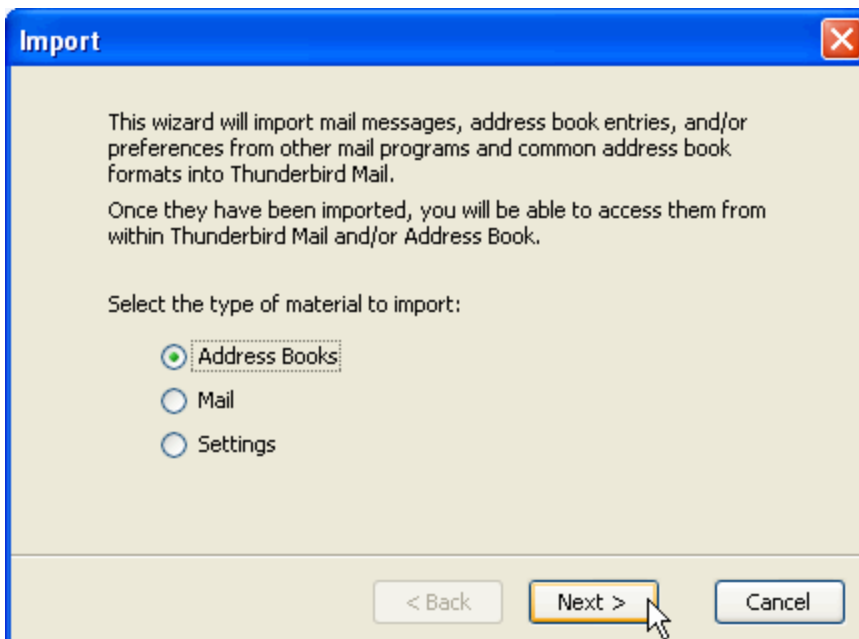 Import
This wizard will import mail messages, address book entries, and/or
preferences from other mail programs and common address book
formats into Thunderbird Mail.
Once they have been imported, you will be able to access them from
within Thunderbird Mail and/or Address Book.
Select the type of material to import:
Address Books
Mail
Settings
< Back Next > Cancel